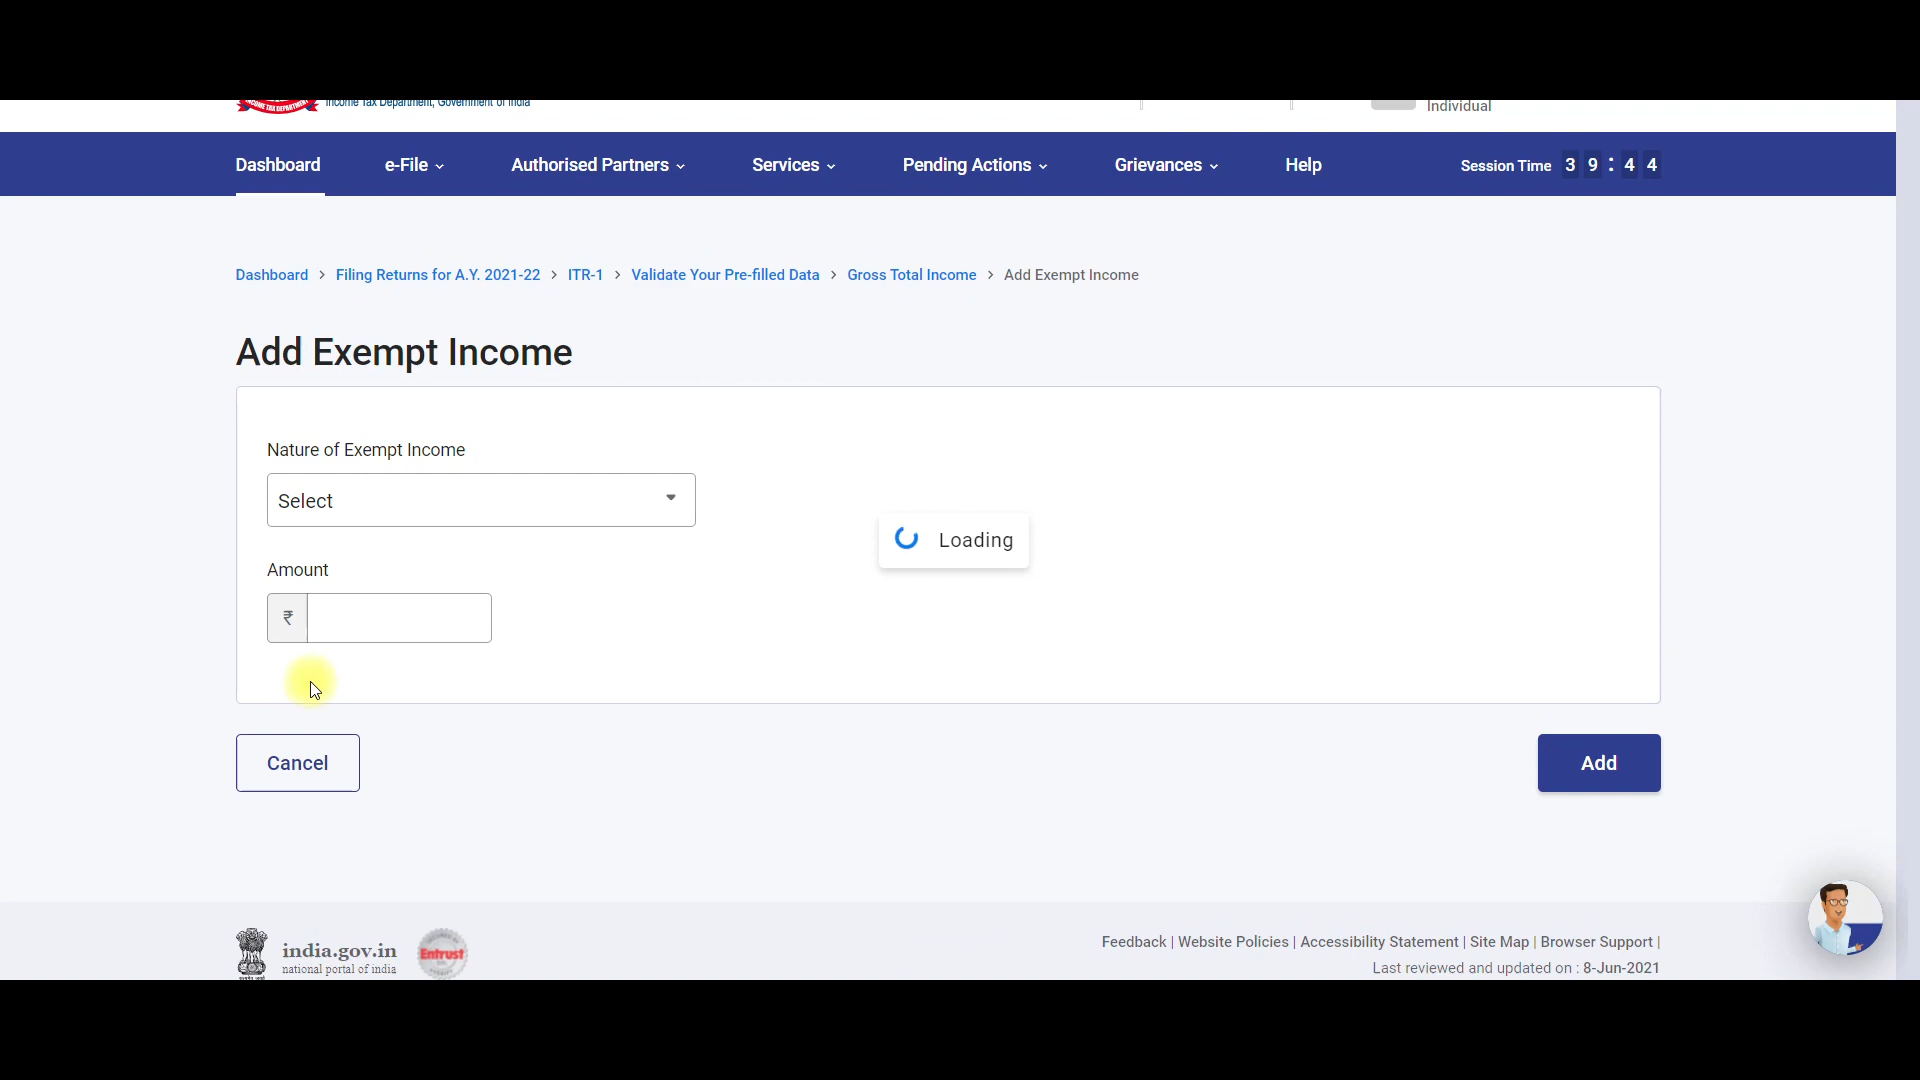 INCOME TAX DEPARTMENT
Income Tax Department, Government of India
Individual
Dashboard e-File Authorised Partners Services Pending Actions Grievances Help Session Time 3 9 : 4 4
Dashboard > Filing Returns for A.Y. 2021-22 > ITR-1 > Validate Your Pre-filled Data > Gross Total Income > Add Exempt Income
Add Exempt Income
Nature of Exempt Income
Select
Loading
Amount
₹
Cancel
Add
india.gov.in
national portal of india
Entrust
Feedback | Website Policies | Accessibility Statement | Site Map | Browser Support |
Last reviewed and updated on : 8-Jun-2021